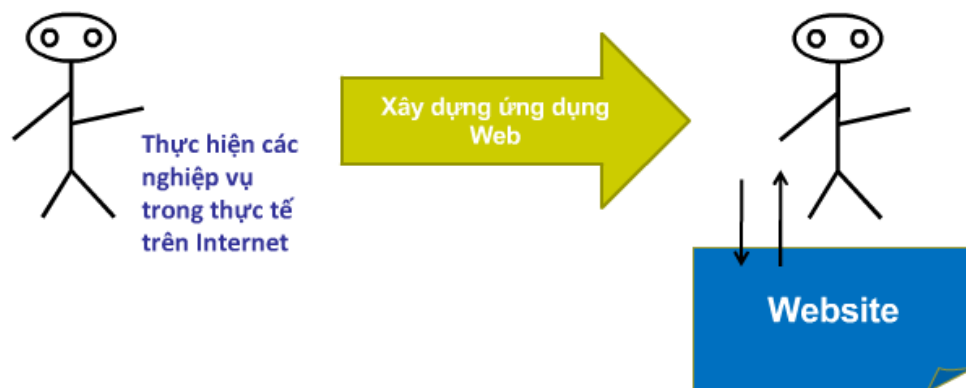 Thực hiện các
nghiệp vụ
trong thực tế
trên Internet
Xây dựng ứng dụng
Web
Website